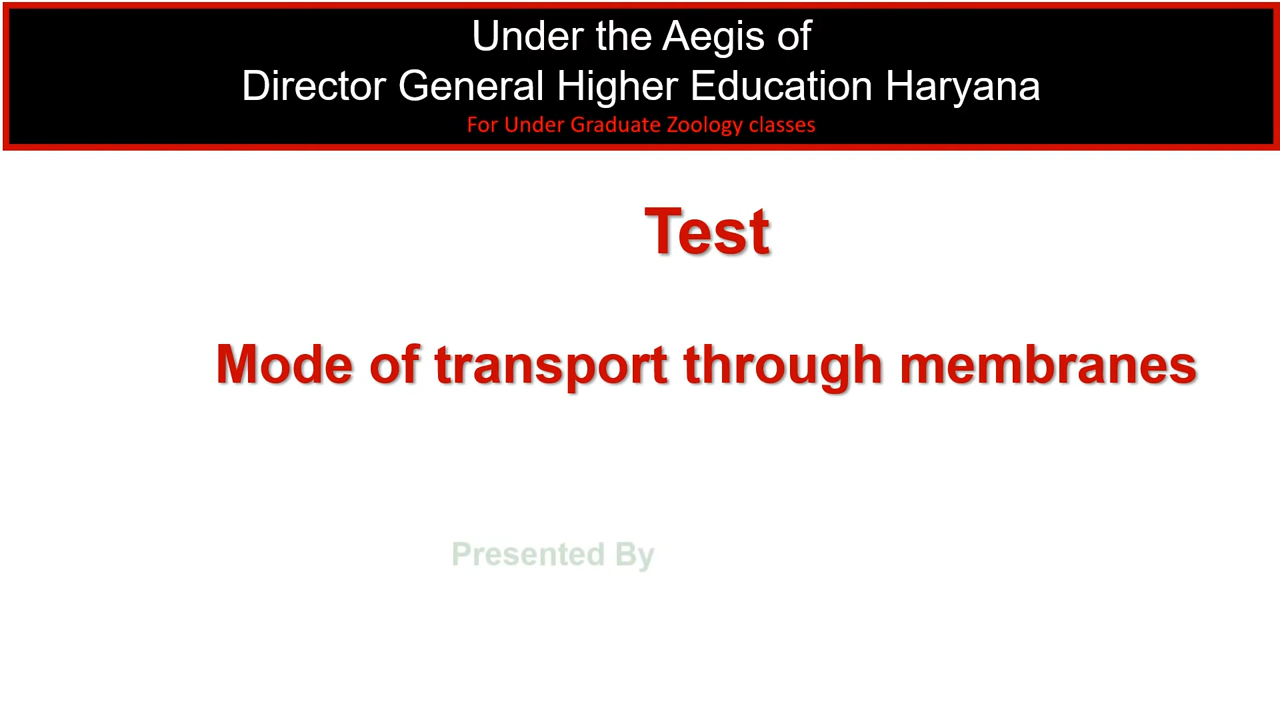 Under the Aegis of
Director General Higher Education Haryana
For Under Graduate Zoology classes
Test
Mode of transport through membranes
Presented By